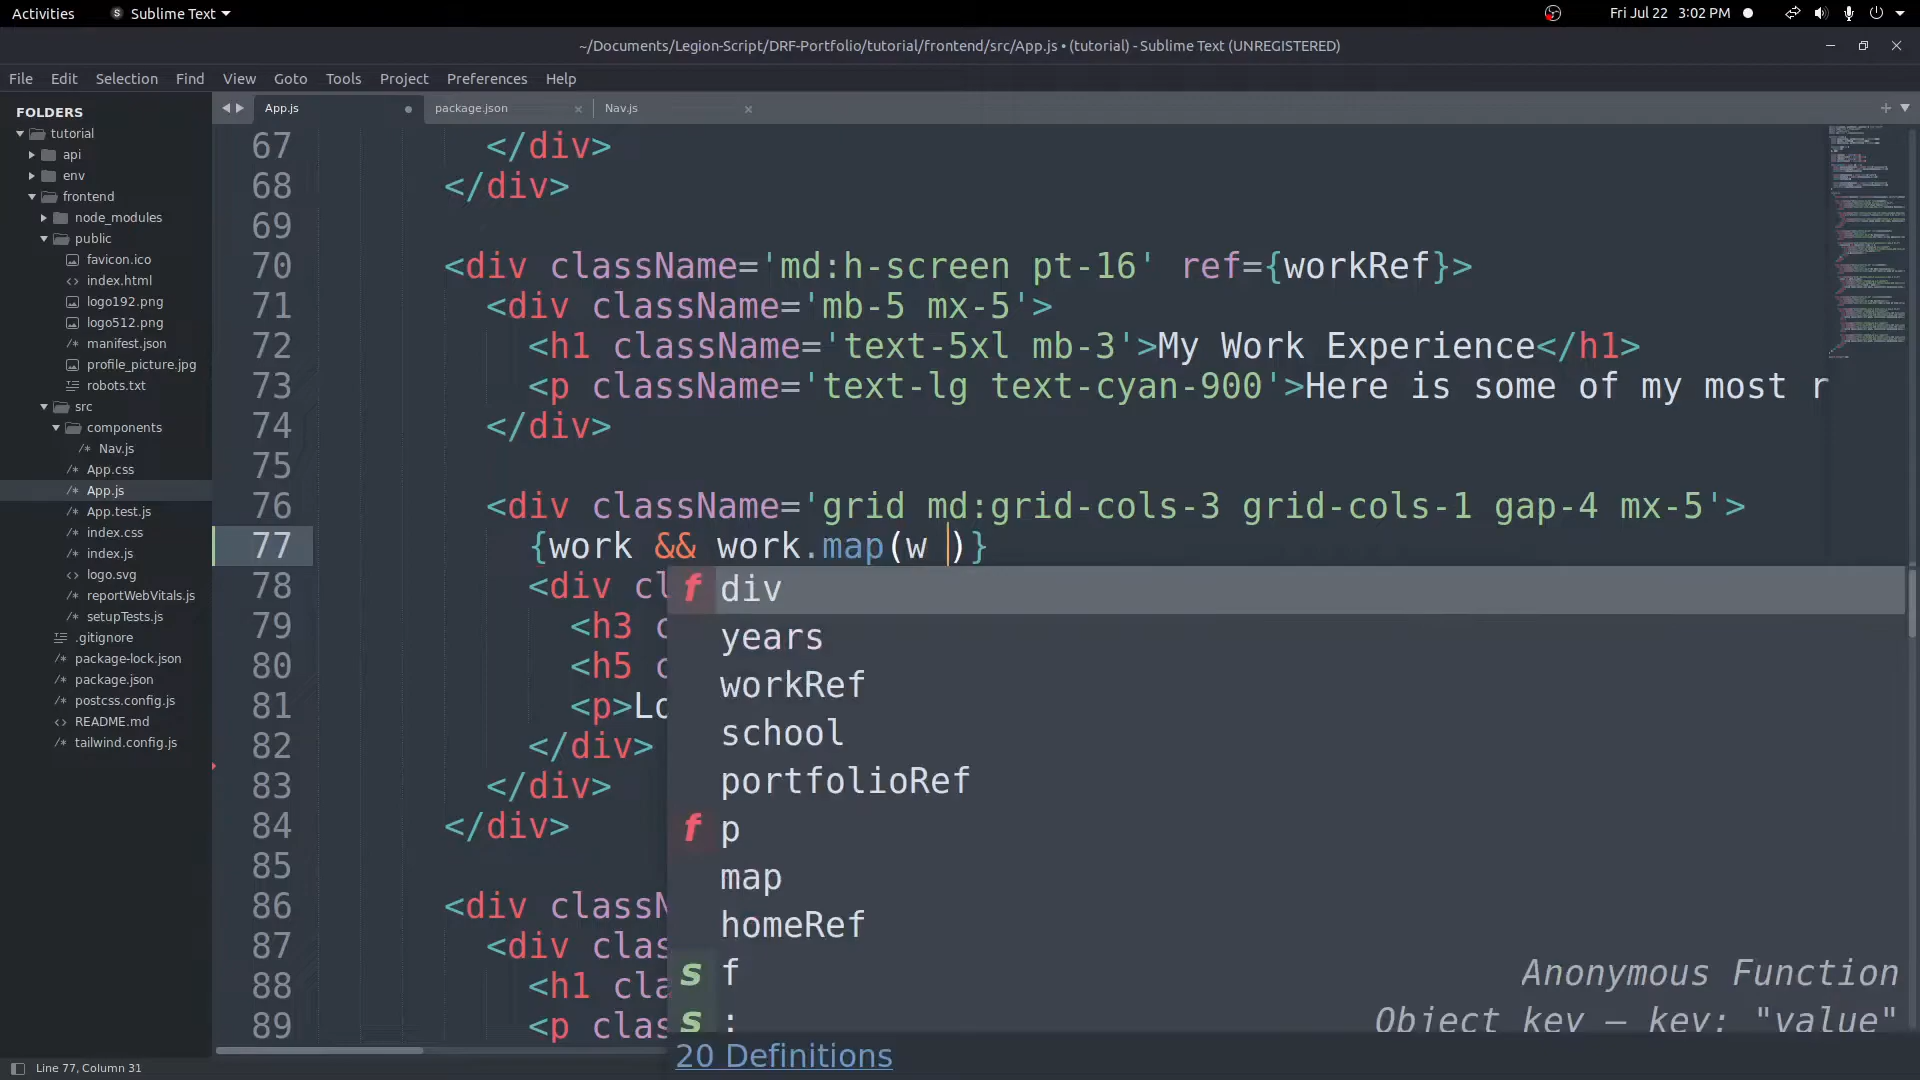 Activities
Sublime Text
Fri Jul 22 3:02 PM
~/Documents/Legion-Script/DRF-Portfolio/tutorial/frontend/src/App.js • (tutorial) - Sublime Text (UNREGISTERED)
File Edit Selection Find View Goto Tools Project Preferences Help
FOLDERS
tutorial
api
env
frontend
node_modules
public
favicon.ico
index.html
logo192.png
logo512.png
manifest.json
profile_picture.jpg
robots.txt
src
components
Nav.js
App.css
App.js
App.test.js
index.css
index.js
logo.svg
reportWebVitals.js
setupTests.js
.gitignore
package-lock.json
package.json
postcss.config.js
README.md
tailwind.config.js
App.js package.json Nav.js
67 </div>
68 </div>
69
70 <div className='md:h-screen pt-16' ref={workRef}>
71 <div className='mb-5 mx-5'>
72 <h1 className='text-5xl mb-3'>My Work Experience</h1>
73 <p className='text-lg text-cyan-900'>Here is some of my most r
74 </div>
75
76 <div className='grid md:grid-cols-3 grid-cols-1 gap-4 mx-5'>
77 {work && work.map(w )}
78 <div cl
79 <h3 c
80 <h5 c
81 <p>Lo
82 </div>
83 </div>
84 </div>
85
86 <div classN
87 <div clas
88 <h1 cla
89 <p clas
f div
years
workRef
school
portfolioRef
f p
map
homeRef
s f Anonymous Function
s : Object key — key: "value"
20 Definitions
Line 77, Column 31